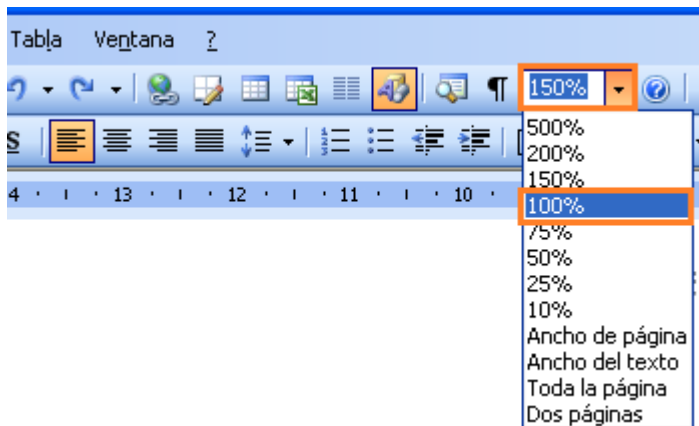 Tabla Ventana ?
150%
S
4 · ı · 13 · ı · 12 · ı · 11 · ı · 10 ·
500%
200%
150%
100%
75%
50%
25%
10%
Ancho de página
Ancho del texto
Toda la página
Dos páginas